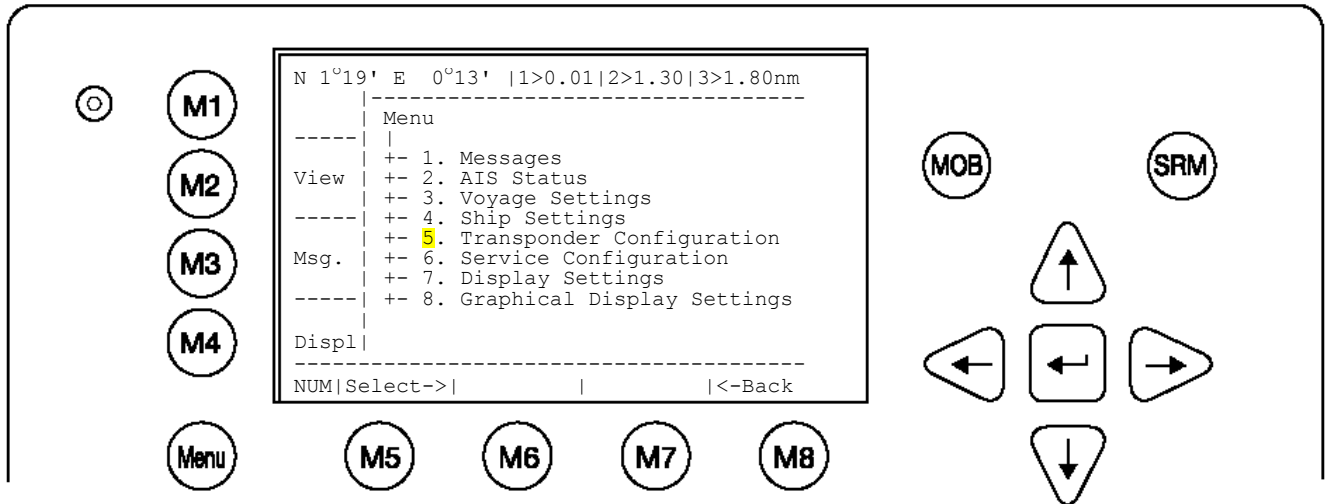 N 1°19' E 0°13' |1>0.01|2>1.30|3>1.80nm
|----------------------------------
M1
| Menu
-----| |
| +- 1. Messages
M2
View | +- 2. AIS Status
| +- 3. Voyage Settings
-----| +- 4. Ship Settings
| +- 5. Transponder Configuration
M3
Msg. | +- 6. Service Configuration
| +- 7. Display Settings
-----| +- 8. Graphical Display Settings
|
M4
Displ|
----------------------------------------
NUM|Select->| | |<-Back
MOB
SRM
Menu
M5
M6
M7
M8